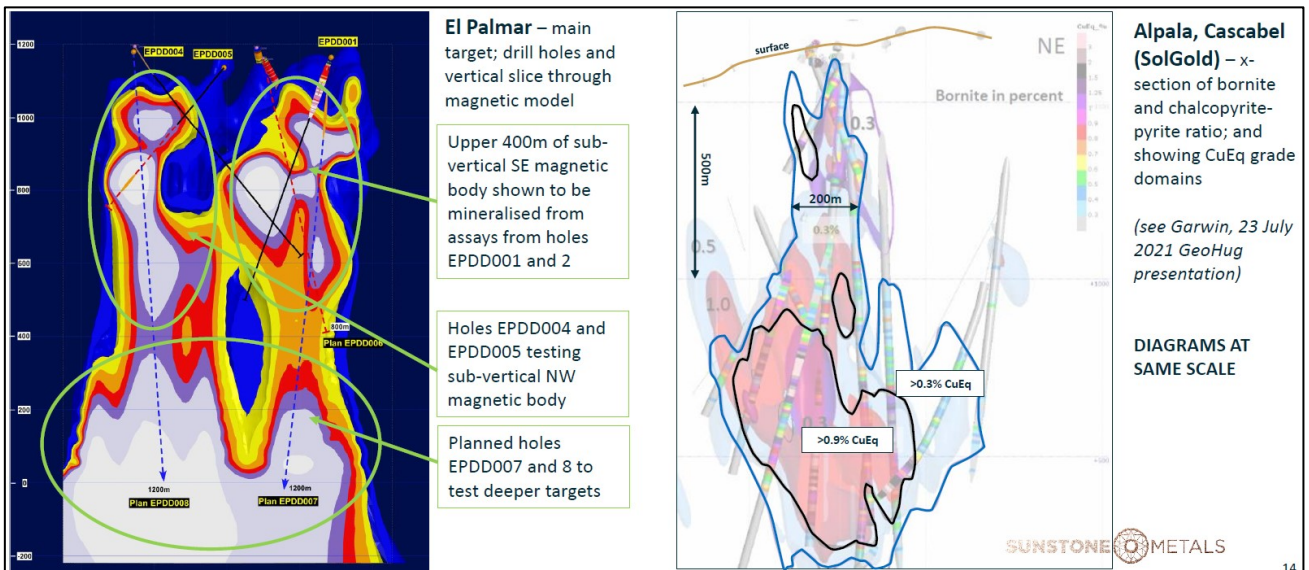 EPDD004
EPDD005
EPDD001
1200
1000
800
600
400
200
0
-200
800m
Plan EPDD006
1200m
Plan EPDD008
1200m
Plan EPDD007
El Palmar – main
target; drill holes and
vertical slice through
magnetic model
Upper 400m of sub-
vertical SE magnetic
body shown to be
mineralised from
assays from holes
EPDD001 and 2
Holes EPDD004 and
EPDD005 testing
sub-vertical NW
magnetic body
Planned holes
EPDD007 and 8 to
test deeper targets
surface
NE
CuEq_%
Bornite in percent
0.3
500m
200m
0.3%
0.5
1.0
>0.3% CuEq
0.3
>0.9% CuEq
Alpala, Cascabel
(SolGold) – x-
section of bornite
and chalcopyrite-
pyrite ratio; and
showing CuEq grade
domains
(see Garwin, 23 July
2021 GeoHug
presentation)
DIAGRAMS AT
SAME SCALE
SUNSTONE METALS
14